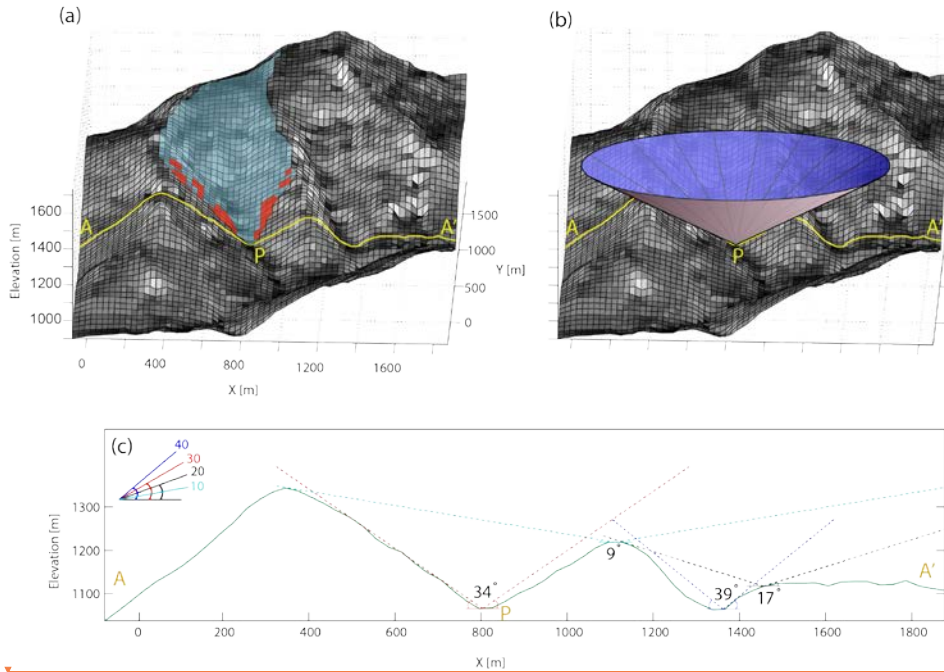 (a)
(b)
Elevation [m]
1600
1400
1200
1000
A
P
A'
1500
1000
500
0
Y [m]
0
400
800
1200
1600
X [m]
A
P
(c)
40
30
20
10
Elevation [m]
1300
1200
1100
A
34°
P
9°
39°
17°
A'
0
200
400
600
800
1000
1200
1400
1600
1800
X [m]